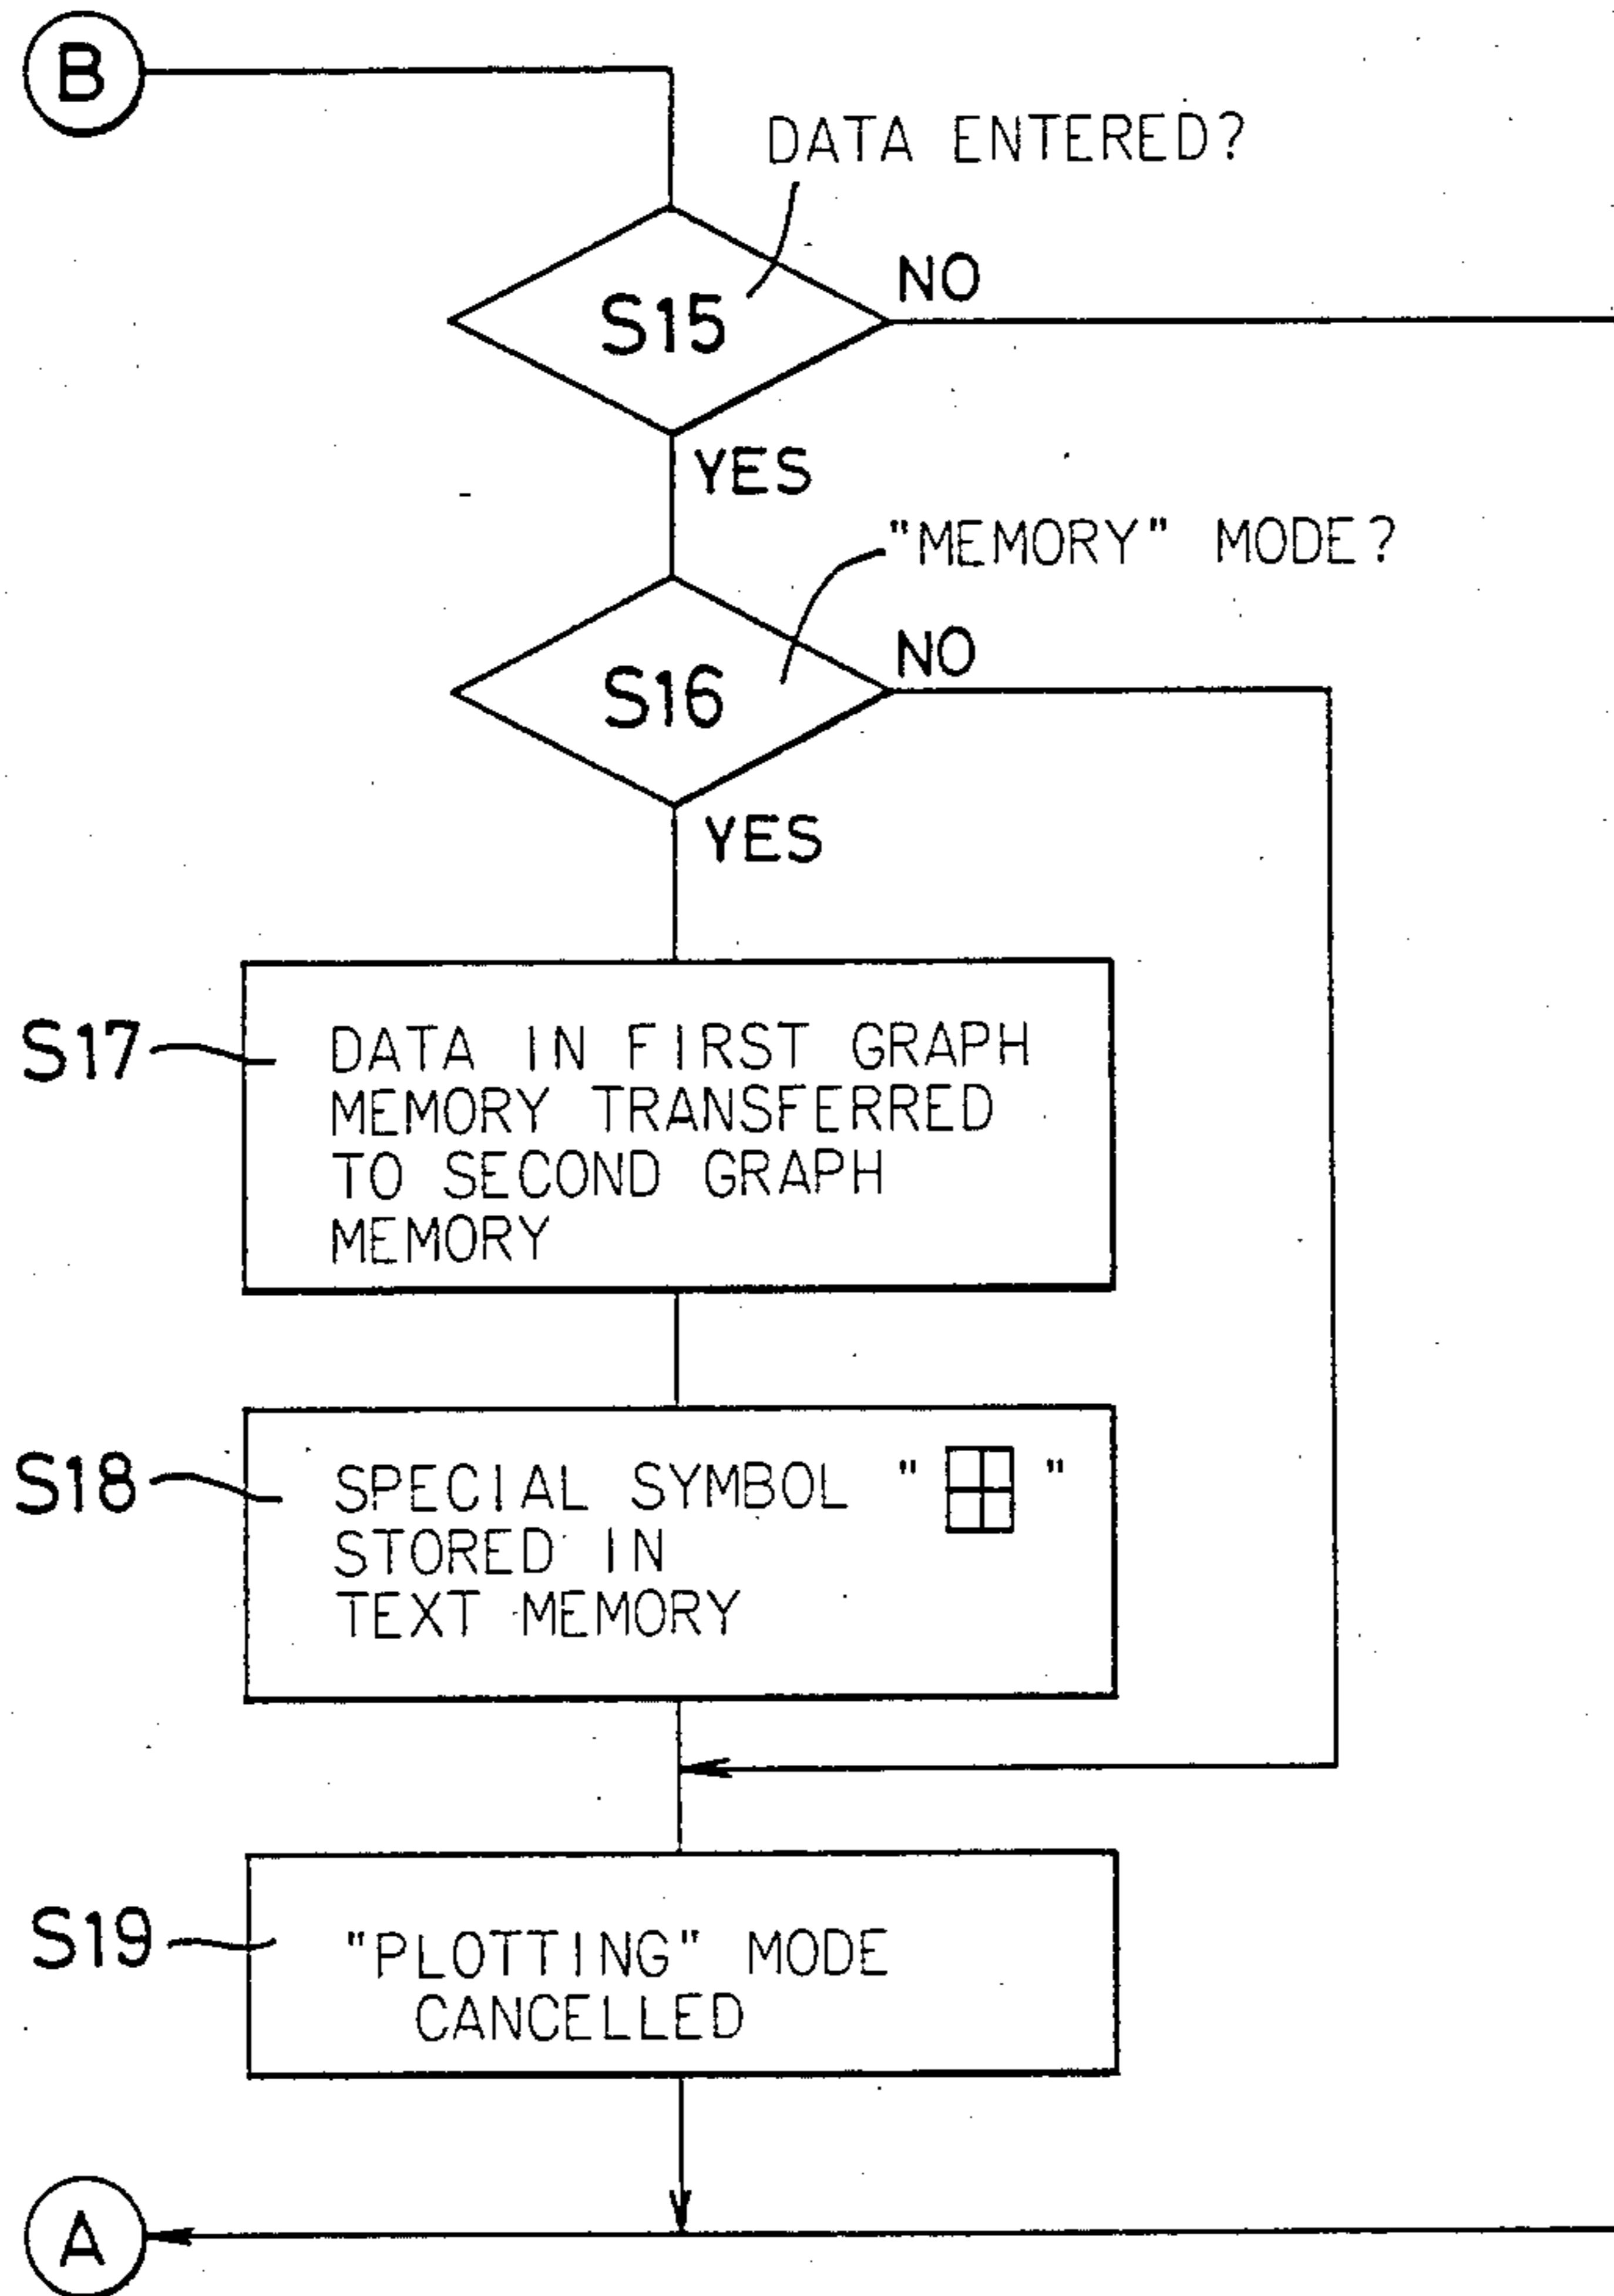 B
DATA ENTERED?
S15
NO
YES
"MEMORY" MODE?
S16
NO
YES
S17
DATA IN FIRST GRAPH
MEMORY TRANSFERRED
TO SECOND GRAPH
MEMORY
S18
SPECIAL SYMBOL "⊞"
STORED IN
TEXT MEMORY
S19
"PLOTTING" MODE
CANCELLED
A